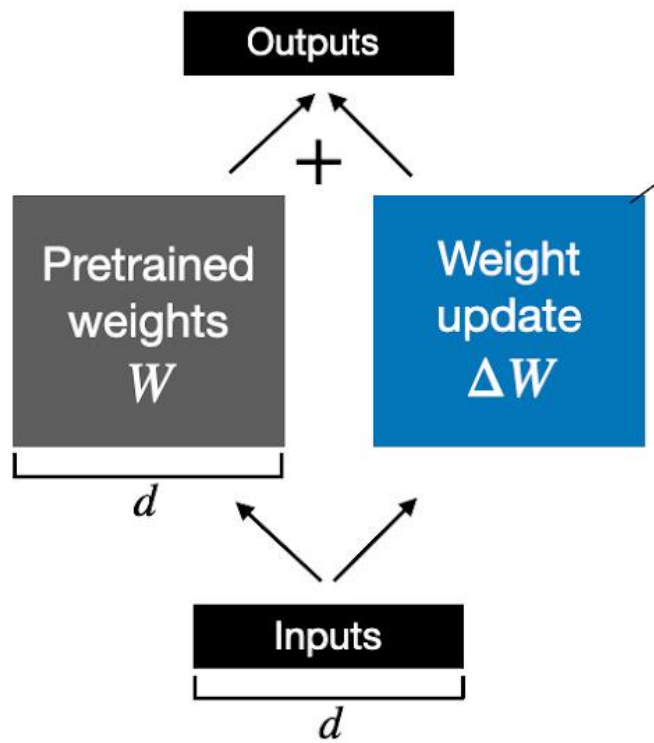 Outputs
+
Pretrained
weights
W
Weight
update
ΔW
d
Inputs
d